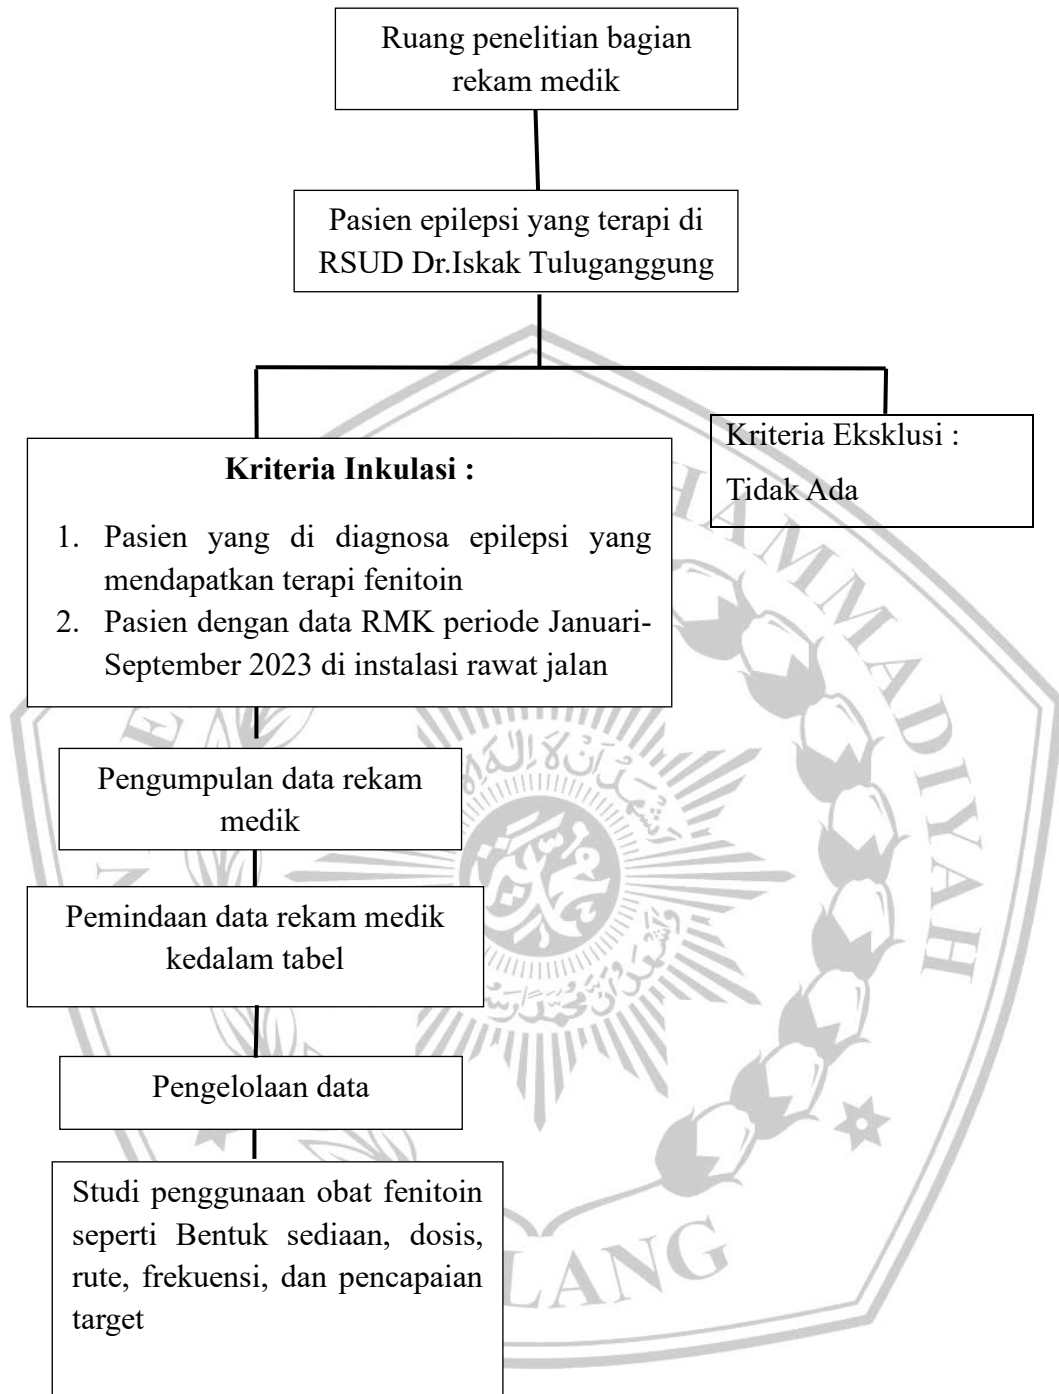 Ruang penelitian bagian
rekam medik
Pasien epilepsi yang terapi di
RSUD Dr.Iskak Tuluganggung
Kriteria Inkulasi :
1. Pasien yang di diagnosa epilepsi yang
mendapatkan terapi fenitoin
2. Pasien dengan data RMK periode Januari-
September 2023 di instalasi rawat jalan
Kriteria Eksklusi :
Tidak Ada
Pengumpulan data rekam
medik
Pemindaan data rekam medik
kedalam tabel
Pengelolaan data
Studi penggunaan obat fenitoin
seperti Bentuk sediaan, dosis,
rute, frekuensi, dan pencapaian
target